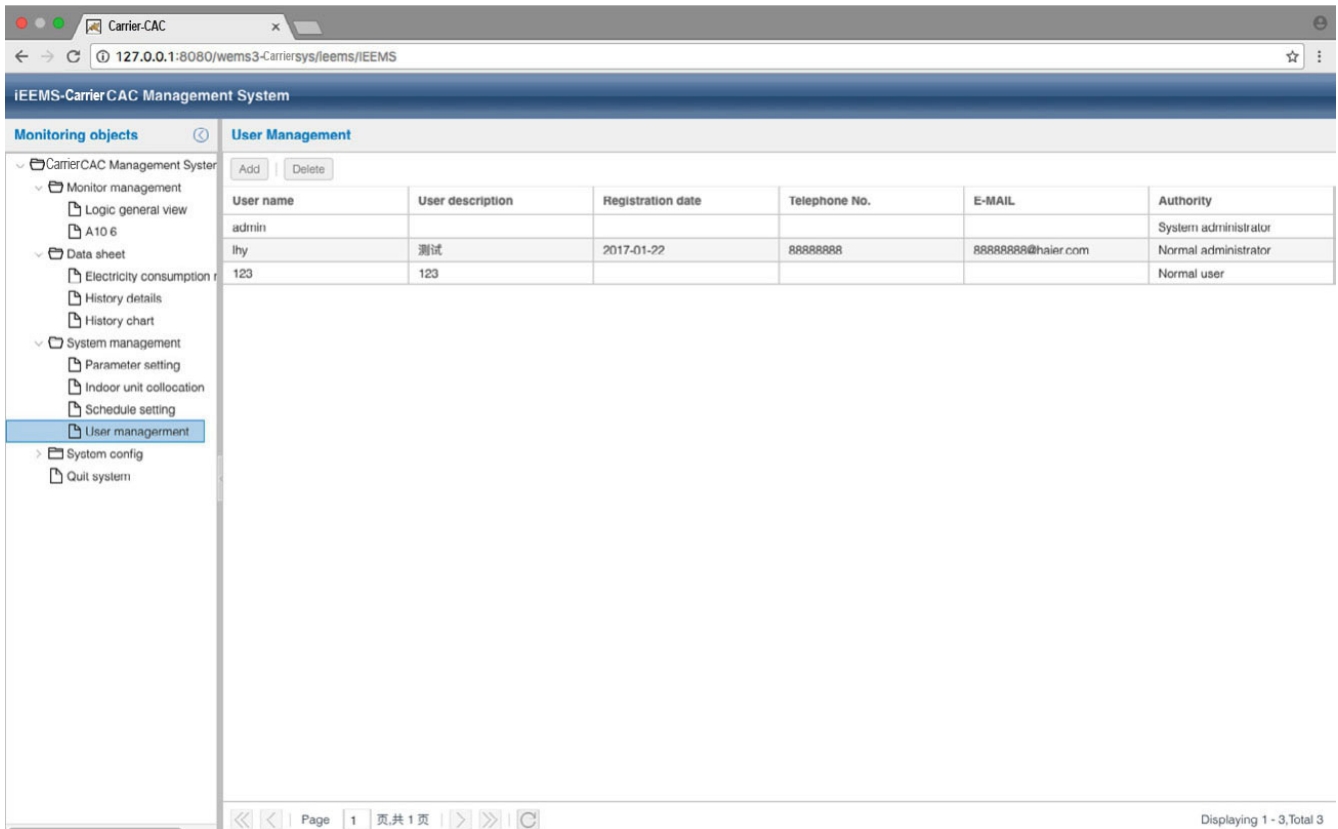 Carrier-CAC
127.0.0.1:8080/wems3-Carriersys/ieems/IEEMS
iEEMS-Carrier CAC Management System
Monitoring objects
User Management
CarrierCAC Management Syster
Monitor management
Logic general view
A10 6
Data sheet
Electricity consumption r
History details
History chart
System management
Parameter setting
Indoor unit collocation
Schedule setting
User managerment
System config
Quit system
Add Delete
User name User description Registration date Telephone No. E-MAIL Authority
admin System administrator
lhy 测试 2017-01-22 88888888 88888888@haier.com Normal administrator
123 123 Normal user
Page 1 页,共 1 页
Displaying 1 - 3,Total 3